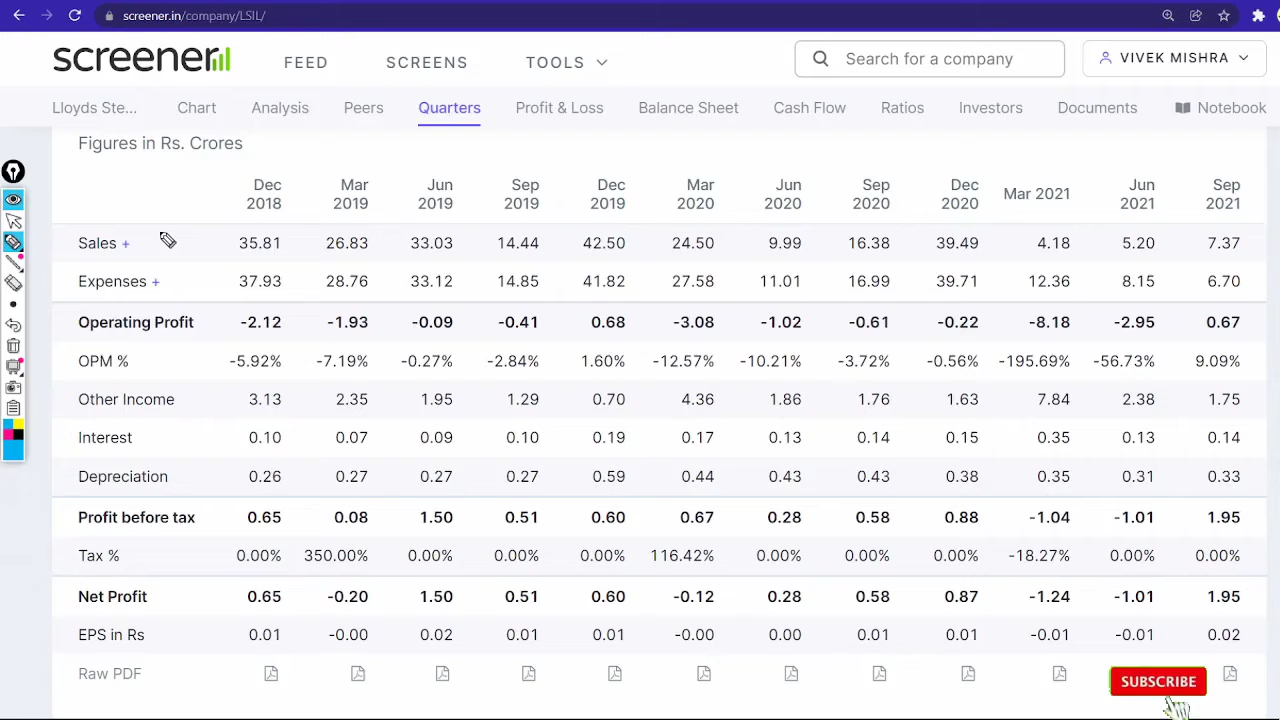 screener.in/company/LSIL/
screener
FEED SCREENS TOOLS
Search for a company
VIVEK MISHRA
Lloyds Ste... Chart Analysis Peers Quarters Profit & Loss Balance Sheet Cash Flow Ratios Investors Documents Notebook
Figures in Rs. Crores
Dec 2018 Mar 2019 Jun 2019 Sep 2019 Dec 2019 Mar 2020 Jun 2020 Sep 2020 Dec 2020 Mar 2021 Jun 2021 Sep 2021
Sales + 35.81 26.83 33.03 14.44 42.50 24.50 9.99 16.38 39.49 4.18 5.20 7.37
Expenses + 37.93 28.76 33.12 14.85 41.82 27.58 11.01 16.99 39.71 12.36 8.15 6.70
Operating Profit -2.12 -1.93 -0.09 -0.41 0.68 -3.08 -1.02 -0.61 -0.22 -8.18 -2.95 0.67
OPM % -5.92% -7.19% -0.27% -2.84% 1.60% -12.57% -10.21% -3.72% -0.56% -195.69% -56.73% 9.09%
Other Income 3.13 2.35 1.95 1.29 0.70 4.36 1.86 1.76 1.63 7.84 2.38 1.75
Interest 0.10 0.07 0.09 0.10 0.19 0.17 0.13 0.14 0.15 0.35 0.13 0.14
Depreciation 0.26 0.27 0.27 0.27 0.59 0.44 0.43 0.43 0.38 0.35 0.31 0.33
Profit before tax 0.65 0.08 1.50 0.51 0.60 0.67 0.28 0.58 0.88 -1.04 -1.01 1.95
Tax % 0.00% 350.00% 0.00% 0.00% 0.00% 116.42% 0.00% 0.00% 0.00% -18.27% 0.00% 0.00%
Net Profit 0.65 -0.20 1.50 0.51 0.60 -0.12 0.28 0.58 0.87 -1.24 -1.01 1.95
EPS in Rs 0.01 -0.00 0.02 0.01 0.01 -0.00 0.00 0.01 0.01 -0.01 -0.01 0.02
Raw PDF
SUBSCRIBE